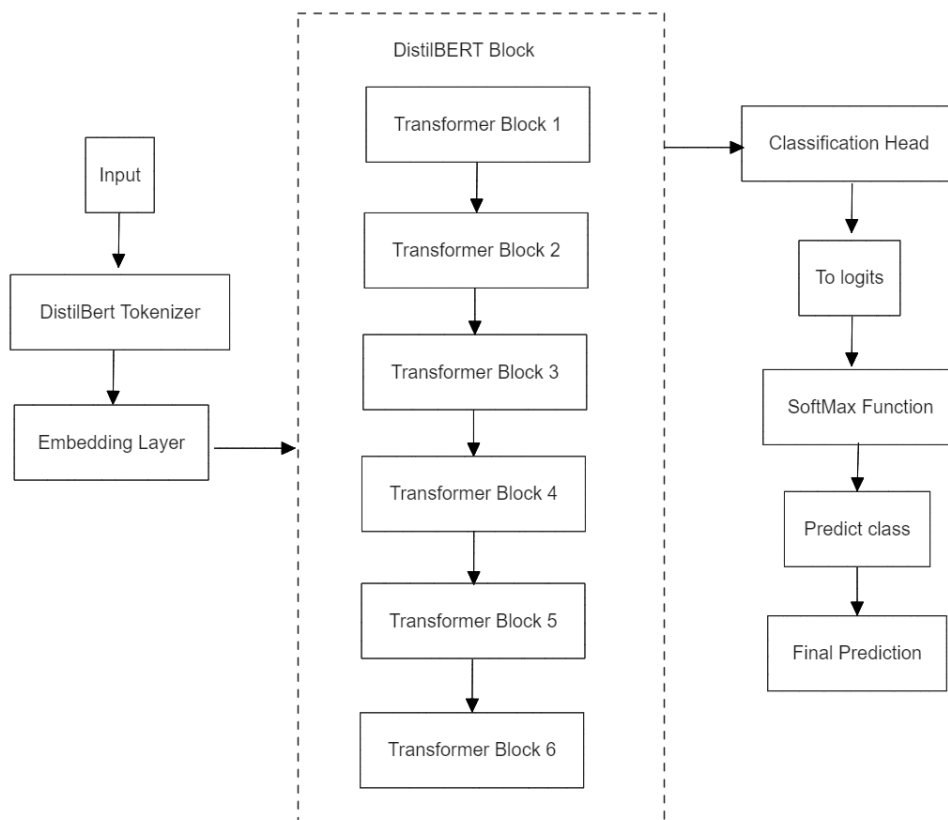 Input
DistilBert Tokenizer
Embedding Layer
DistilBERT Block
Transformer Block 1
Transformer Block 2
Transformer Block 3
Transformer Block 4
Transformer Block 5
Transformer Block 6
Classification Head
To logits
SoftMax Function
Predict class
Final Prediction